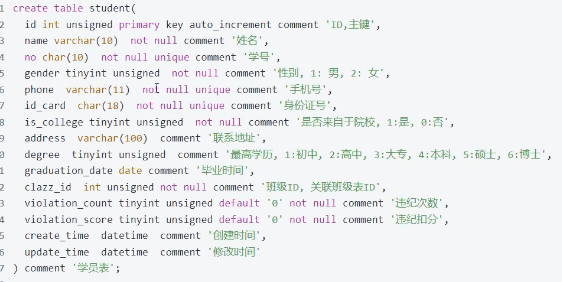 1 create table student(
2 id int unsigned primary key auto_increment comment 'ID,主键',
3 name varchar(10) not null comment '姓名',
4 no char(10) not null unique comment '学号',
5 gender tinyint unsigned not null comment '性别, 1: 男, 2: 女',
6 phone varchar(11) not null unique comment '手机号',
7 id_card char(18) not null unique comment '身份证号',
8 is_college tinyint unsigned not null comment '是否来自于院校, 1:是, 0:否',
9 address varchar(100) comment '联系地址',
0 degree tinyint unsigned comment '最高学历, 1:初中, 2:高中, 3:大专, 4:本科, 5:硕士, 6:博士',
1 graduation_date date comment '毕业时间',
2 clazz_id int unsigned not null comment '班级ID, 关联班级表ID',
3 violation_count tinyint unsigned default '0' not null comment '违纪次数',
4 violation_score tinyint unsigned default '0' not null comment '违纪扣分',
5 create_time datetime comment '创建时间',
6 update_time datetime comment '修改时间'
7 ) comment '学员表';